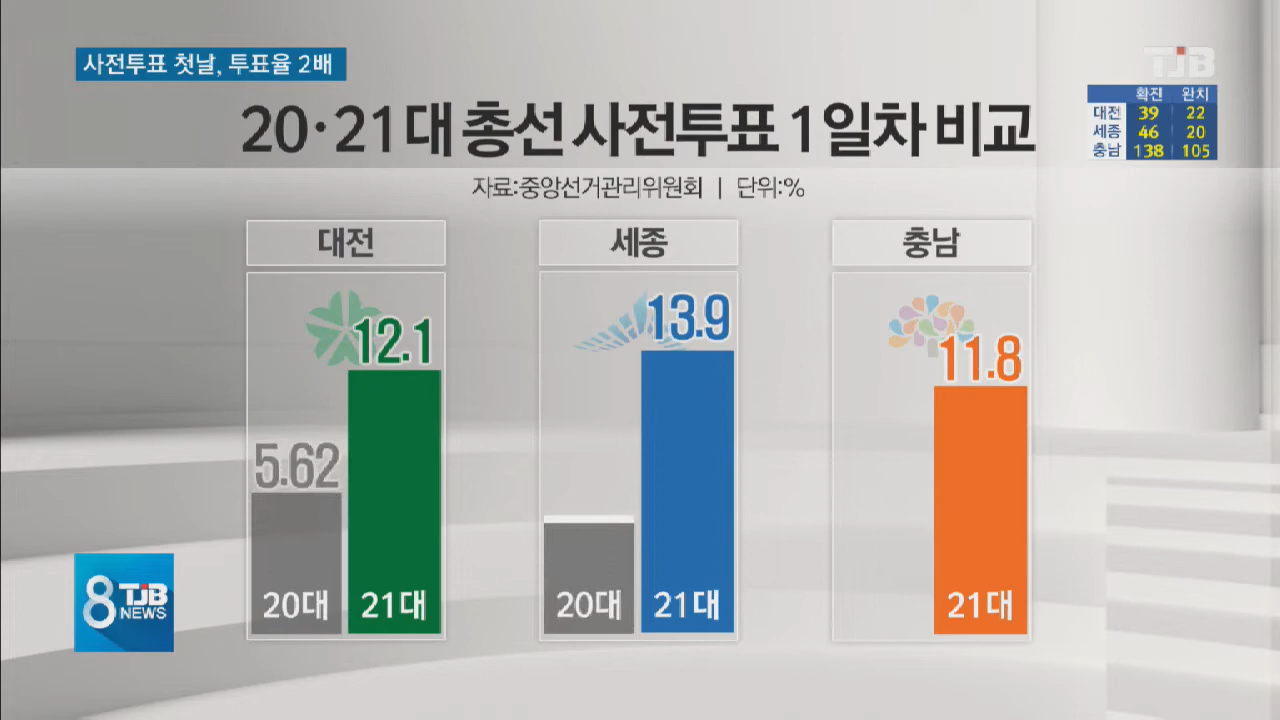 사전투표 첫날, 투표율 2배
TJB
20·21대 총선 사전투표 1일차 비교
자료:중앙선거관리위원회 | 단위:%
확진 완치
대전 39 22
세종 46 20
충남 138 105
대전
세종
충남
12.1
13.9
11.8
5.62
20대
21대
20대
21대
21대
8 TJB NEWS